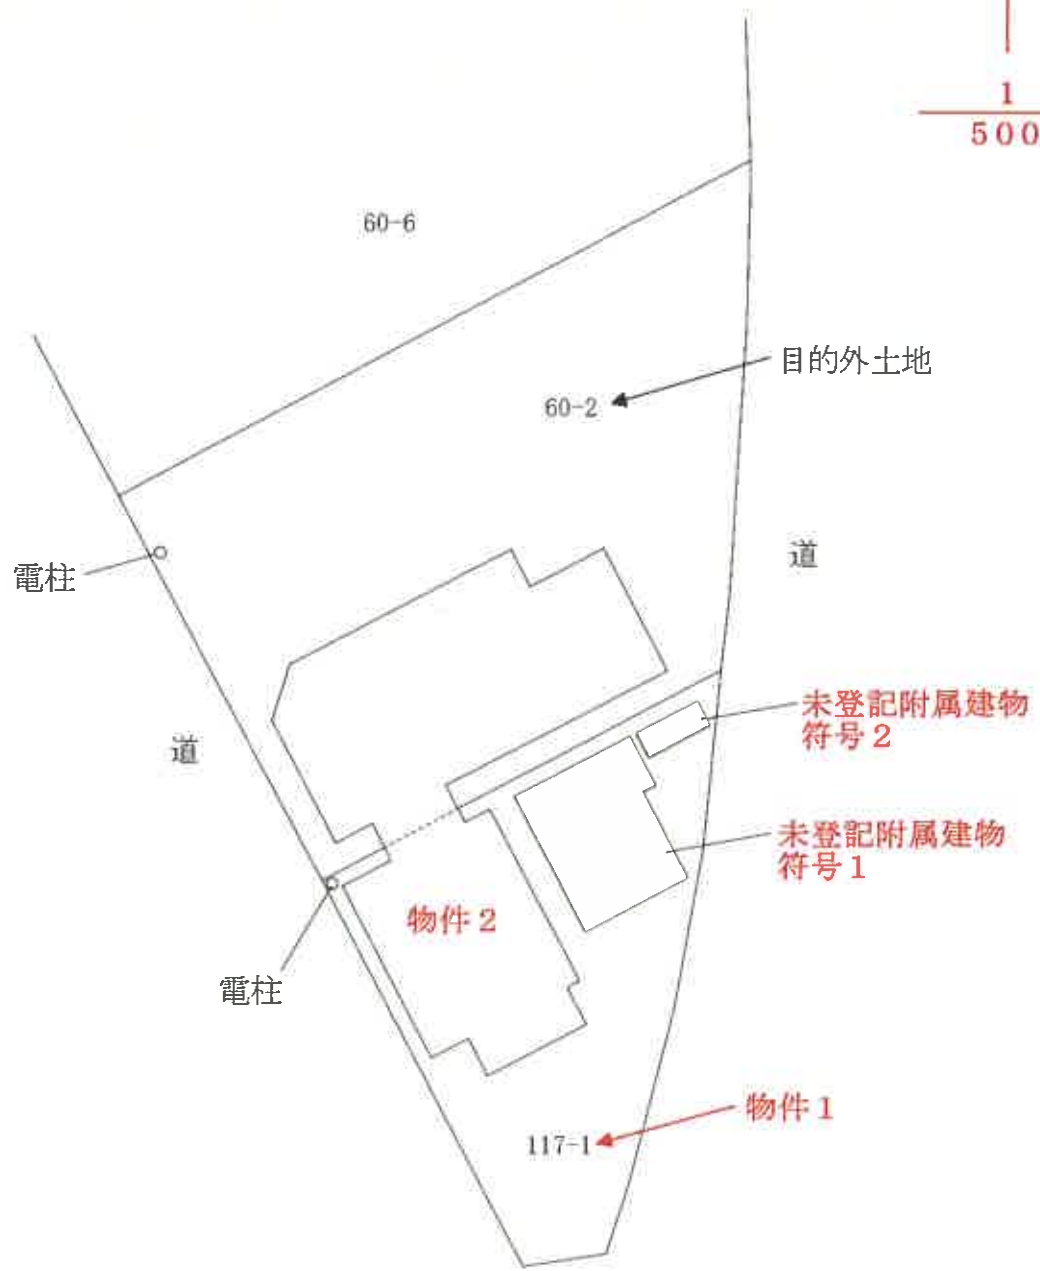 1
500
60-6
目的外土地
60-2
電柱
道
道
未登記附属建物
符号2
未登記附属建物
符号1
物件2
電柱
物件1
117-1